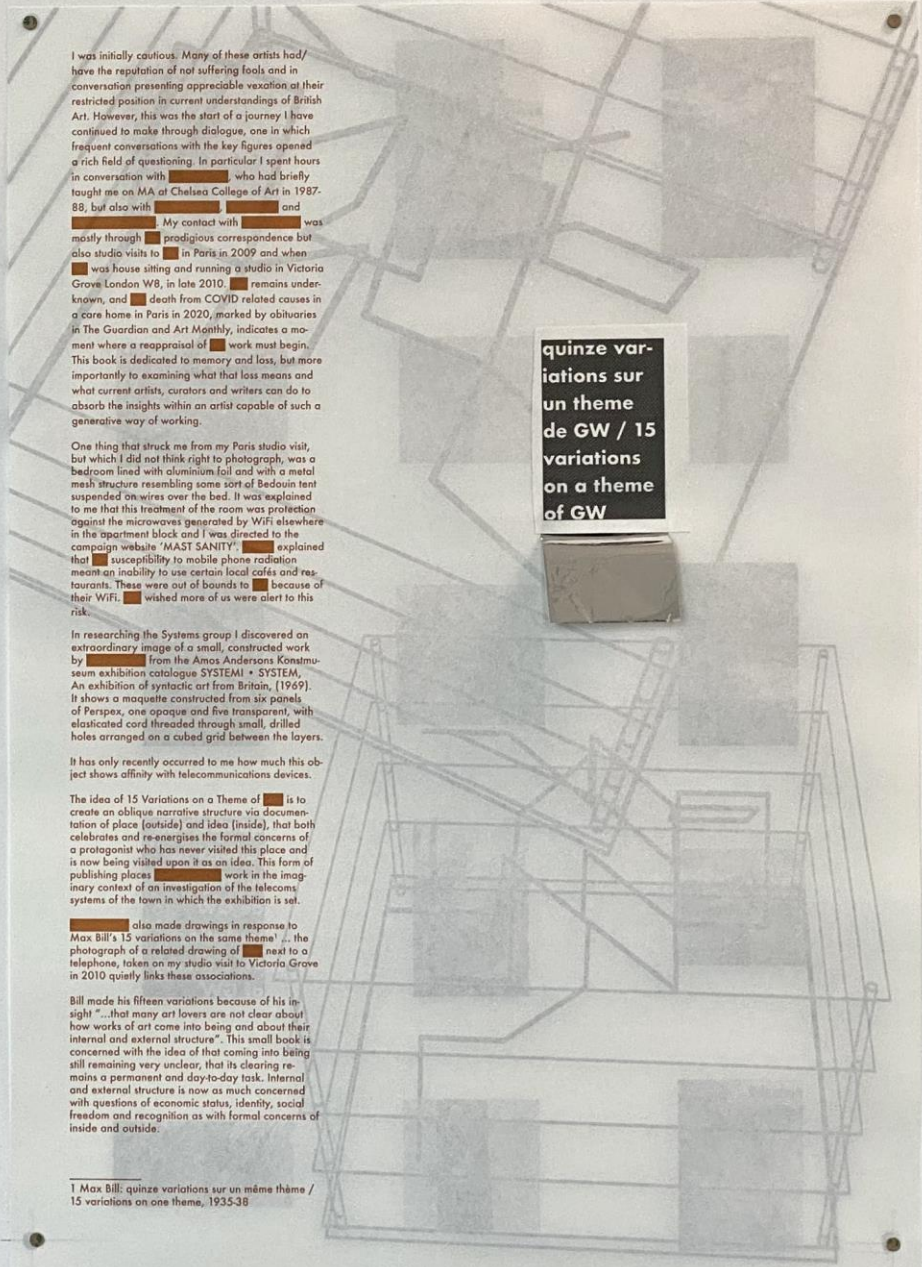 I was initially cautious. Many of these artists had/
have the reputation of not suffering fools and in
conversation presenting appreciable vexation at their
restricted position in current understandings of British
Art. However, this was the start of a journey I have
continued to make through dialogue, one in which
frequent conversations with the key figures opened
a rich field of questioning. In particular I spent hours
in conversation with , who had briefly
taught me on MA at Chelsea College of Art in 1987-
88, but also with , and
. My contact with was
mostly through prodigious correspondence but
also studio visits to in Paris in 2009 and when
was house sitting and running a studio in Victoria
Grove London W8, in late 2010. remains under-
known, and death from COVID related causes in
a care home in Paris in 2020, marked by obituaries
in The Guardian and Art Monthly, indicates a mo-
ment where a reappraisal of work must begin.
This book is dedicated to memory and loss, but more
importantly to examining what that loss means and
what current artists, curators and writers can do to
absorb the insights within an artist capable of such a
generative way of working.
One thing that struck me from my Paris studio visit,
but which I did not think right to photograph, was a
bedroom lined with aluminium foil and with a metal
mesh structure resembling some sort of Bedouin tent
suspended on wires over the bed. It was explained
to me that this treatment of the room was protection
against the microwaves generated by WiFi elsewhere
in the apartment block and I was directed to the
campaign website 'MAST SANITY'. explained
that susceptibility to mobile phone radiation
meant an inability to use certain local cafés and res-
taurants. These were out of bounds to because of
their WiFi. wished more of us were alert to this
risk.
In researching the Systems group I discovered an
extraordinary image of a small, constructed work
by from the Amos Andersons Konstmu-
seum exhibition catalogue SYSTEMI • SYSTEM,
An exhibition of syntactic art from Britain, (1969).
It shows a maquette constructed from six panels
of Perspex, one opaque and five transparent, with
elasticated cord threaded through small, drilled
holes arranged on a cubed grid between the layers.
It has only recently occurred to me how much this ob-
ject shows affinity with telecommunications devices.
The idea of 15 Variations on a Theme of is to
create an oblique narrative structure via documen-
tation of place (outside) and idea (inside), that both
celebrates and re-energises the formal concerns of
a protagonist who has never visited this place and
is now being visited upon it as an idea. This form of
publishing places work in the imag-
inary context of an investigation of the telecoms
systems of the town in which the exhibition is set.
also made drawings in response to
Max Bill's 15 variations on the same theme¹ ... the
photograph of a related drawing of next to a
telephone, taken on my studio visit to Victoria Grove
in 2010 quietly links these associations.
Bill made his fifteen variations because of his in-
sight "...that many art lovers are not clear about
how works of art come into being and about their
internal and external structure". This small book is
concerned with the idea of that coming into being
still remaining very unclear, that its clearing re-
mains a permanent and day-to-day task. Internal
and external structure is now as much concerned
with questions of economic status, identity, social
freedom and recognition as with formal concerns of
inside and outside.
1 Max Bill: quinze variations sur un même thème /
15 variations on one theme, 1935-38
quinze var-
iations sur
un theme
de GW / 15
variations
on a theme
of GW